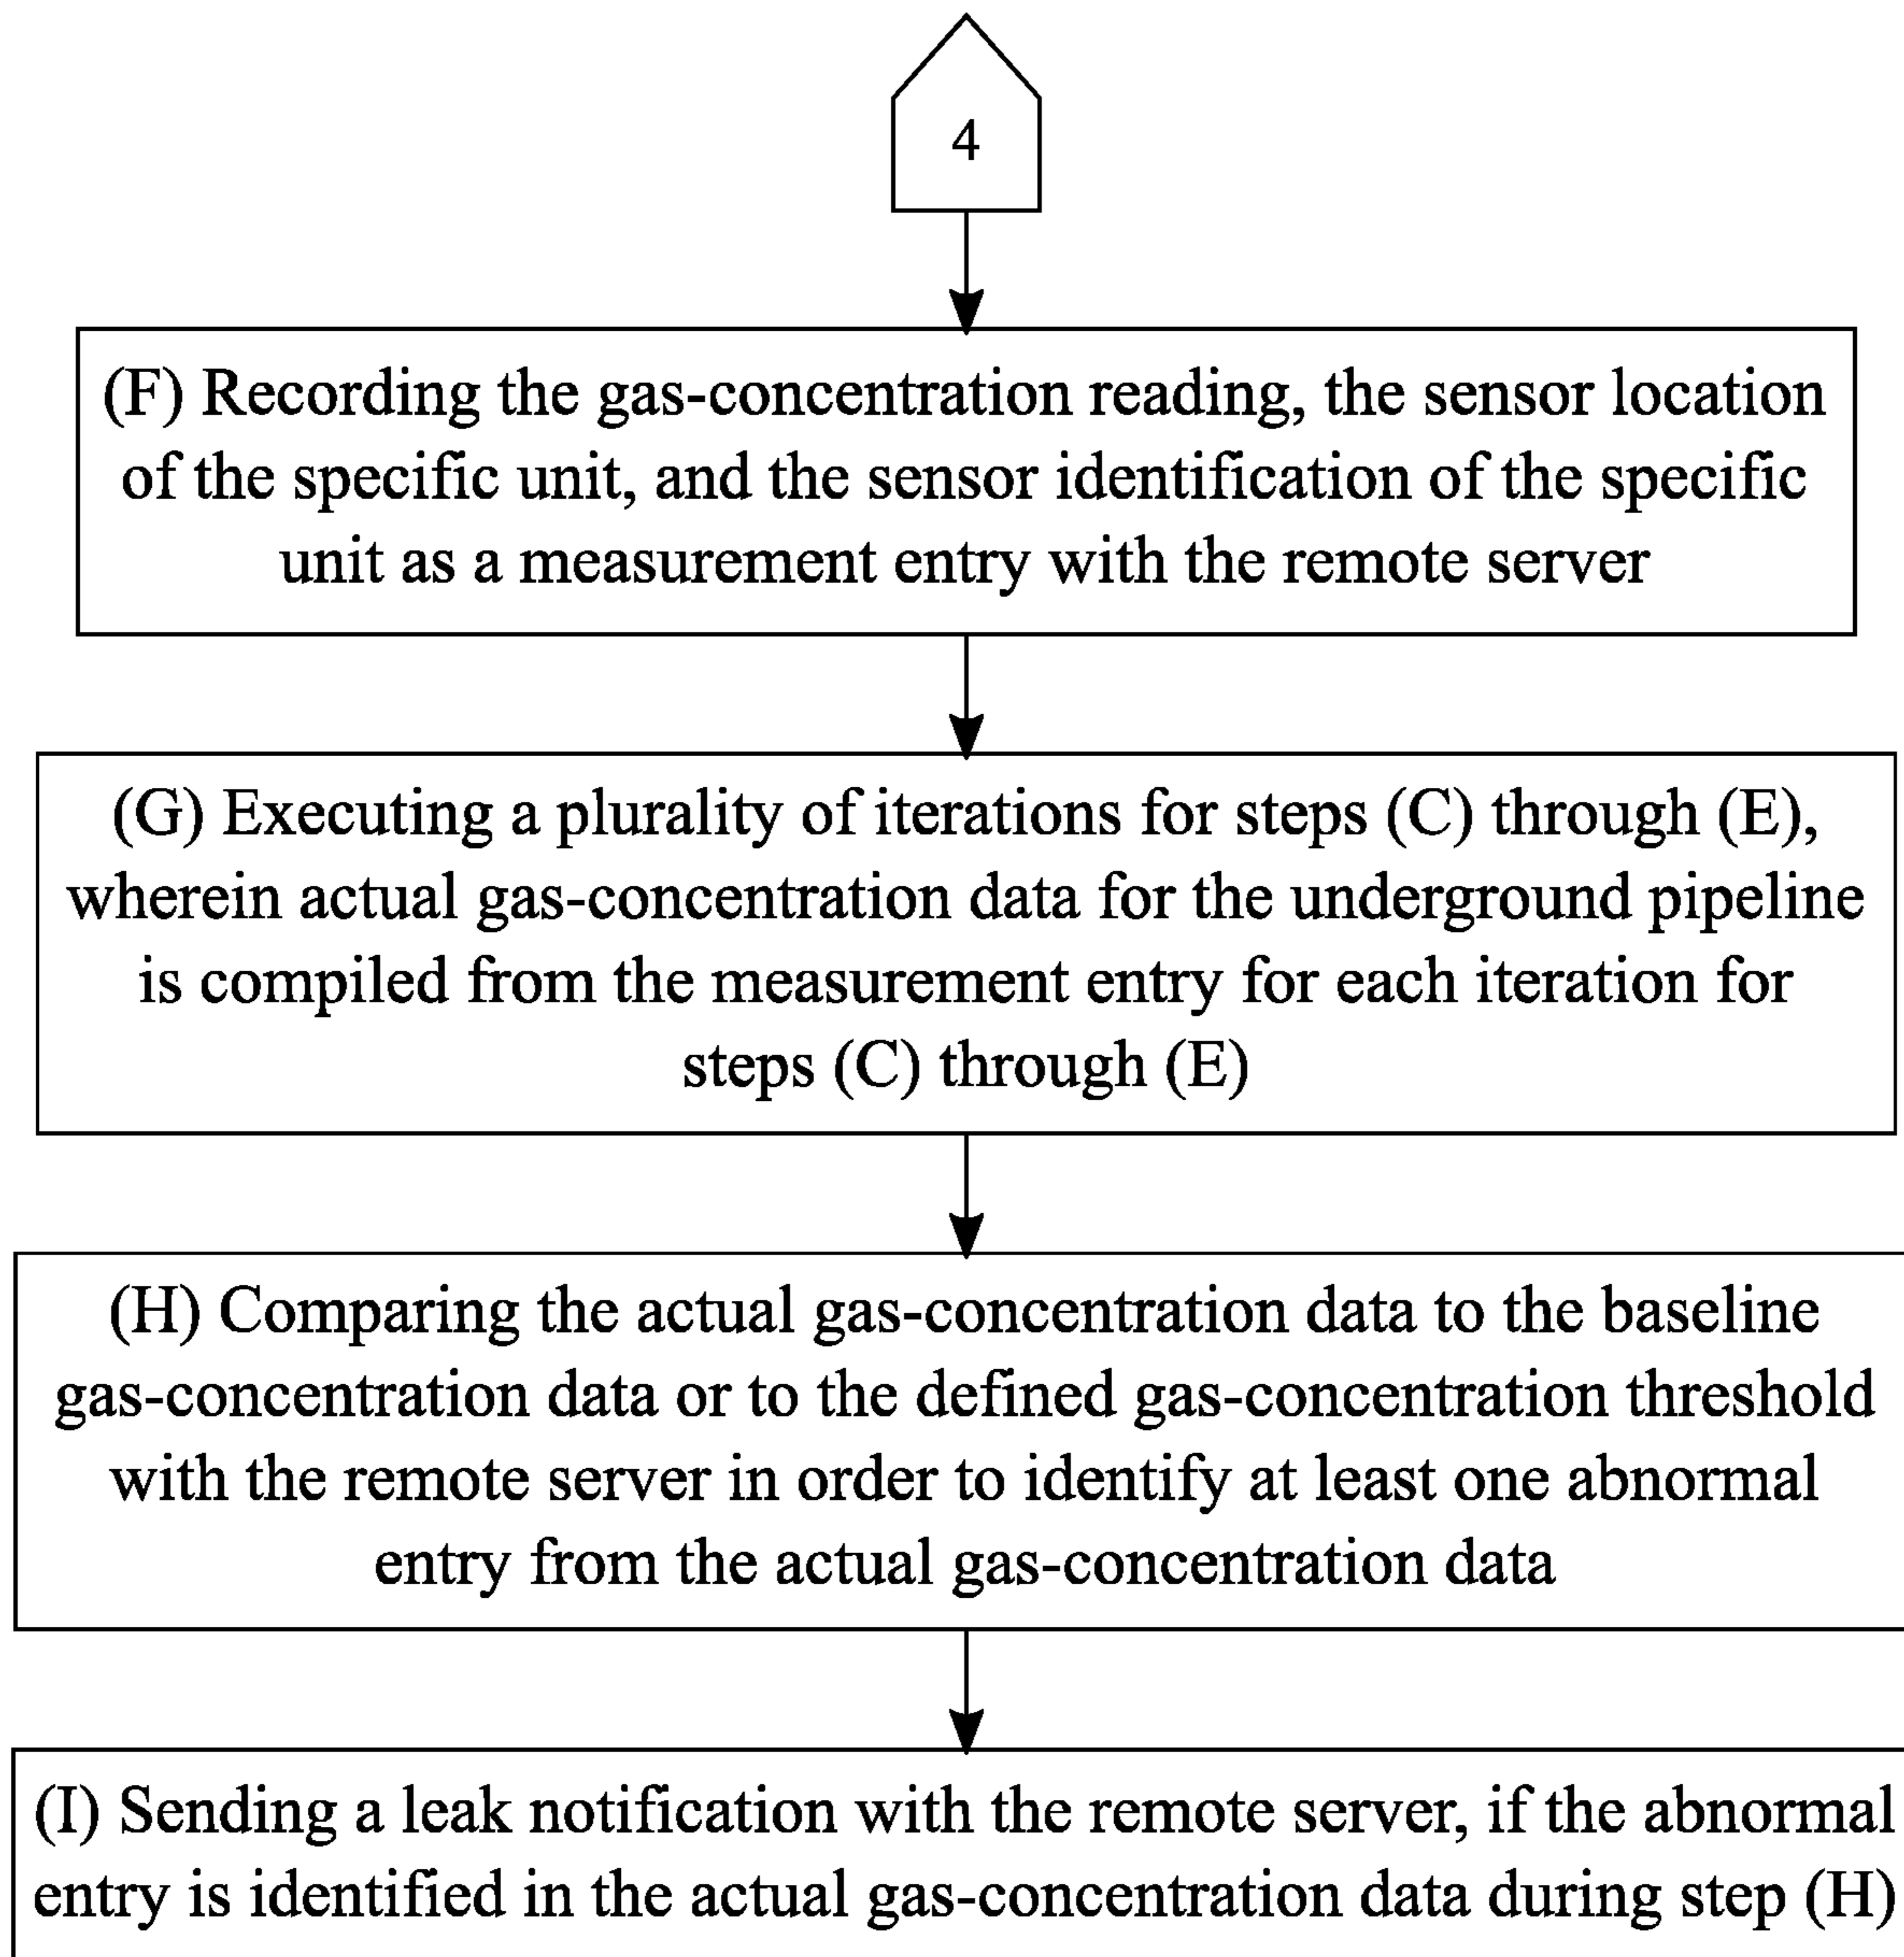 4
(F) Recording the gas-concentration reading, the sensor location
of the specific unit, and the sensor identification of the specific
unit as a measurement entry with the remote server
(G) Executing a plurality of iterations for steps (C) through (E),
wherein actual gas-concentration data for the underground pipeline
is compiled from the measurement entry for each iteration for
steps (C) through (E)
(H) Comparing the actual gas-concentration data to the baseline
gas-concentration data or to the defined gas-concentration threshold
with the remote server in order to identify at least one abnormal
entry from the actual gas-concentration data
(I) Sending a leak notification with the remote server, if the abnormal
entry is identified in the actual gas-concentration data during step (H)